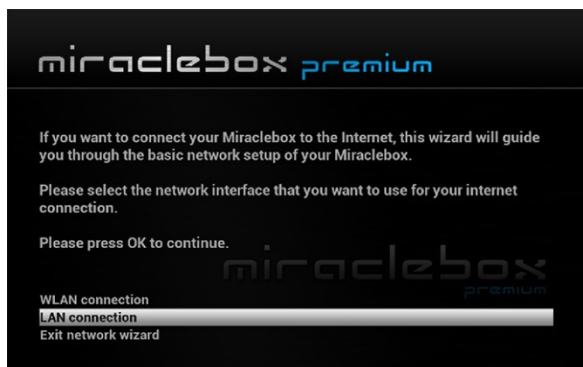 miraclebox premium
If you want to connect your Miraclebox to the Internet, this wizard will guide
you through the basic network setup of your Miraclebox.
Please select the network interface that you want to use for your internet
connection.
Please press OK to continue.
miraclebox
premium
WLAN connection
LAN connection
Exit network wizard